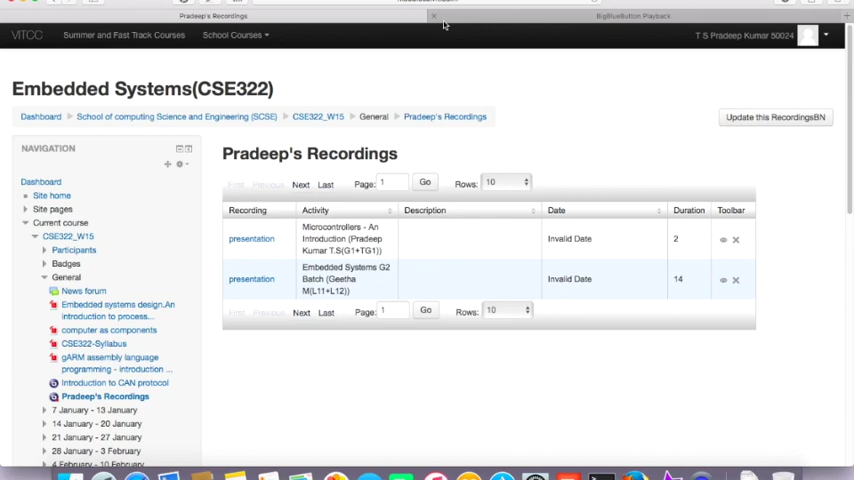 Pradeep's Recordings
BigBlueButton Playback
VITCC
Summer and Fast Track Courses
School Courses
T S Pradeep Kumar 50024
Embedded Systems(CSE322)
Dashboard
School of computing Science and Engineering (SCSE)
CSE322_W15
General
Pradeep's Recordings
Update this RecordingsBN
NAVIGATION
Dashboard
Site home
Site pages
Current course
CSE322_W15
Participants
Badges
General
News forum
Embedded systems design.An
introduction to process...
computer as components
CSE322-Syllabus
gARM assembly language
programming - introduction ...
Introduction to CAN protocol
Pradeep's Recordings
7 January - 13 January
14 January - 20 January
21 January - 27 January
28 January - 3 February
4 February - 10 February
Pradeep's Recordings
First Previous Next Last Page: 1 Go Rows: 10
Recording Activity Description Date Duration Toolbar
presentation
Microcontrollers - An
Introduction (Pradeep
Kumar T.S(G1+TG1))
Invalid Date
2
presentation
Embedded Systems G2
Batch (Geetha
M(L11+L12))
Invalid Date
14
First Previous Next Last Page: 1 Go Rows: 10